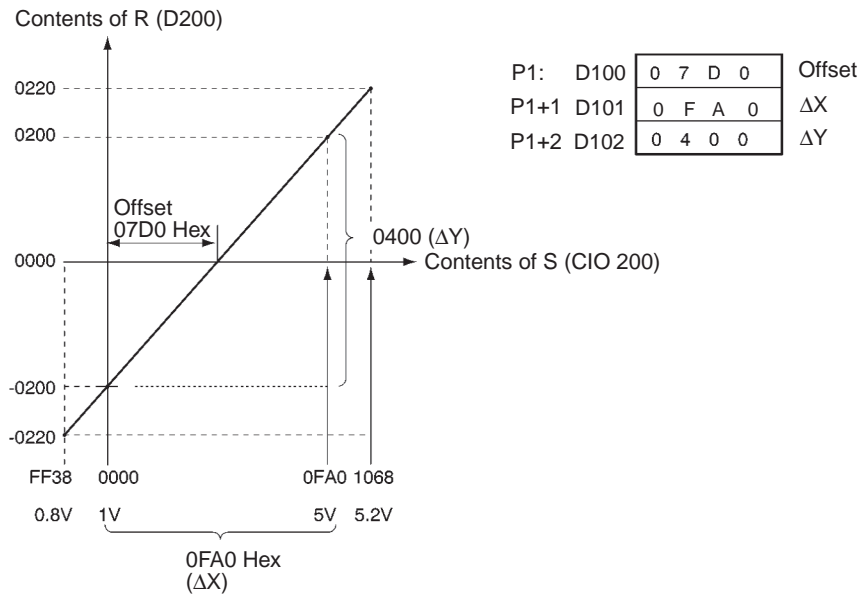 Contents of R (D200)
0220
0200
Offset
07D0 Hex
0400 (ΔY)
0000
Contents of S (CIO 200)
-0200
-0220
FF38 0000 0FA0 1068
0.8V 1V 5V 5.2V
0FA0 Hex
(ΔX)
P1: D100 0 7 D 0 Offset
P1+1 D101 0 F A 0 ΔX
P1+2 D102 0 4 0 0 ΔY